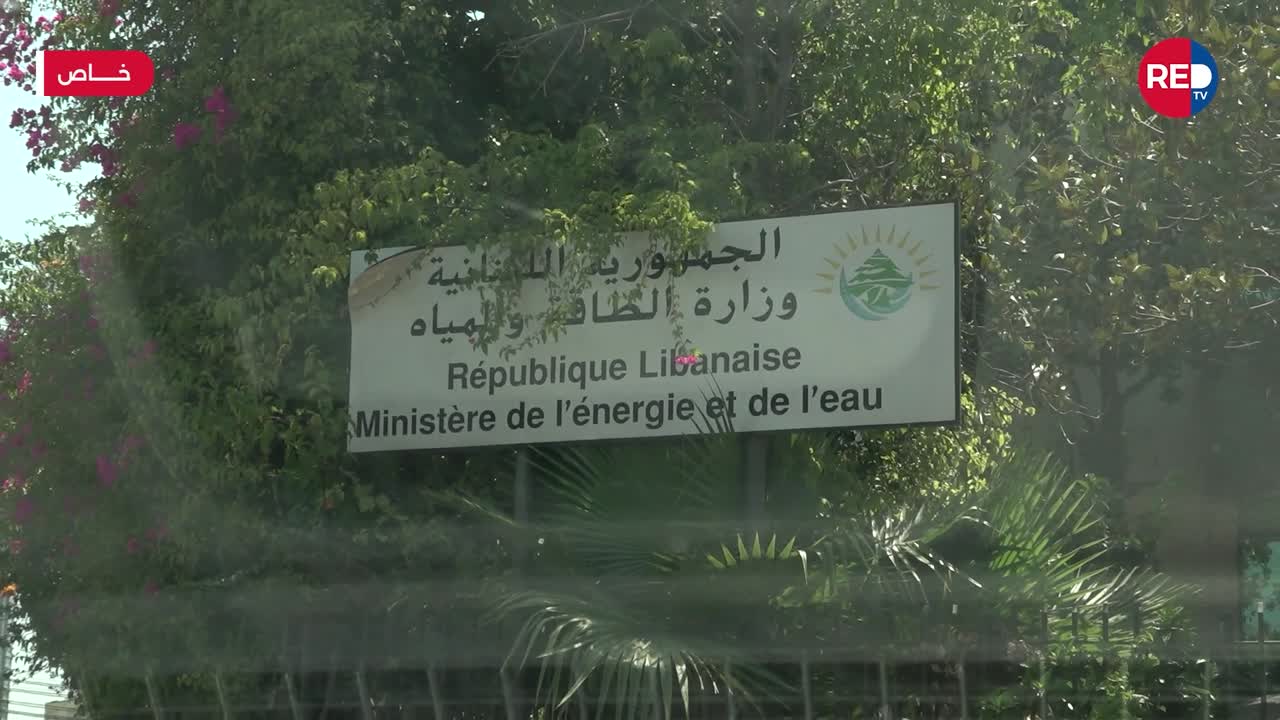 خاص
RED
TV
الجمهورية اللبنانية
وزارة الطاقة والمياه
République Libanaise
Ministère de l'énergie et de l'eau